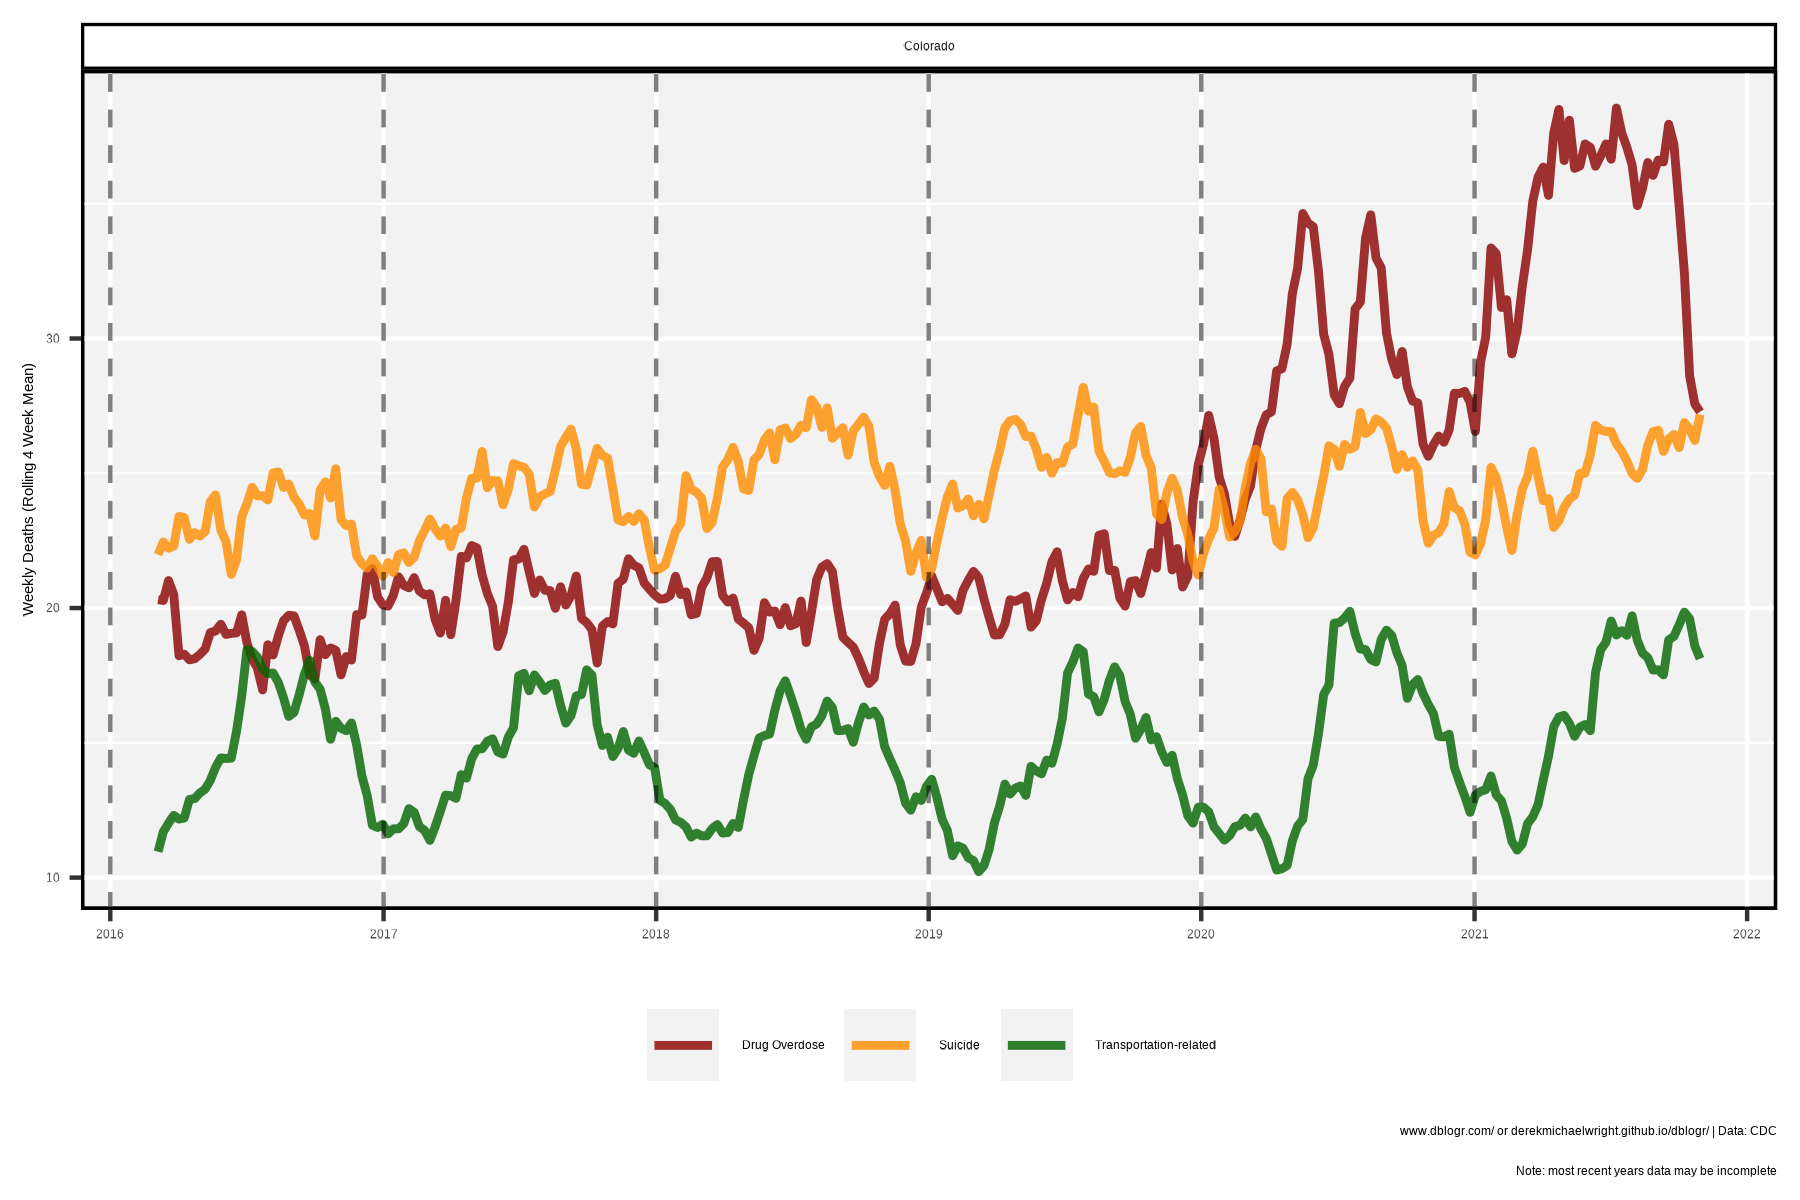 Colorado
Weekly Deaths (Rolling 4 Week Mean)
30
20
10
2016 2017 2018 2019 2020 2021 2022
Drug Overdose Suicide Transportation-related
www.dblogr.com/ or derekmichaelwright.github.io/dblogr/ | Data: CDC
Note: most recent years data may be incomplete